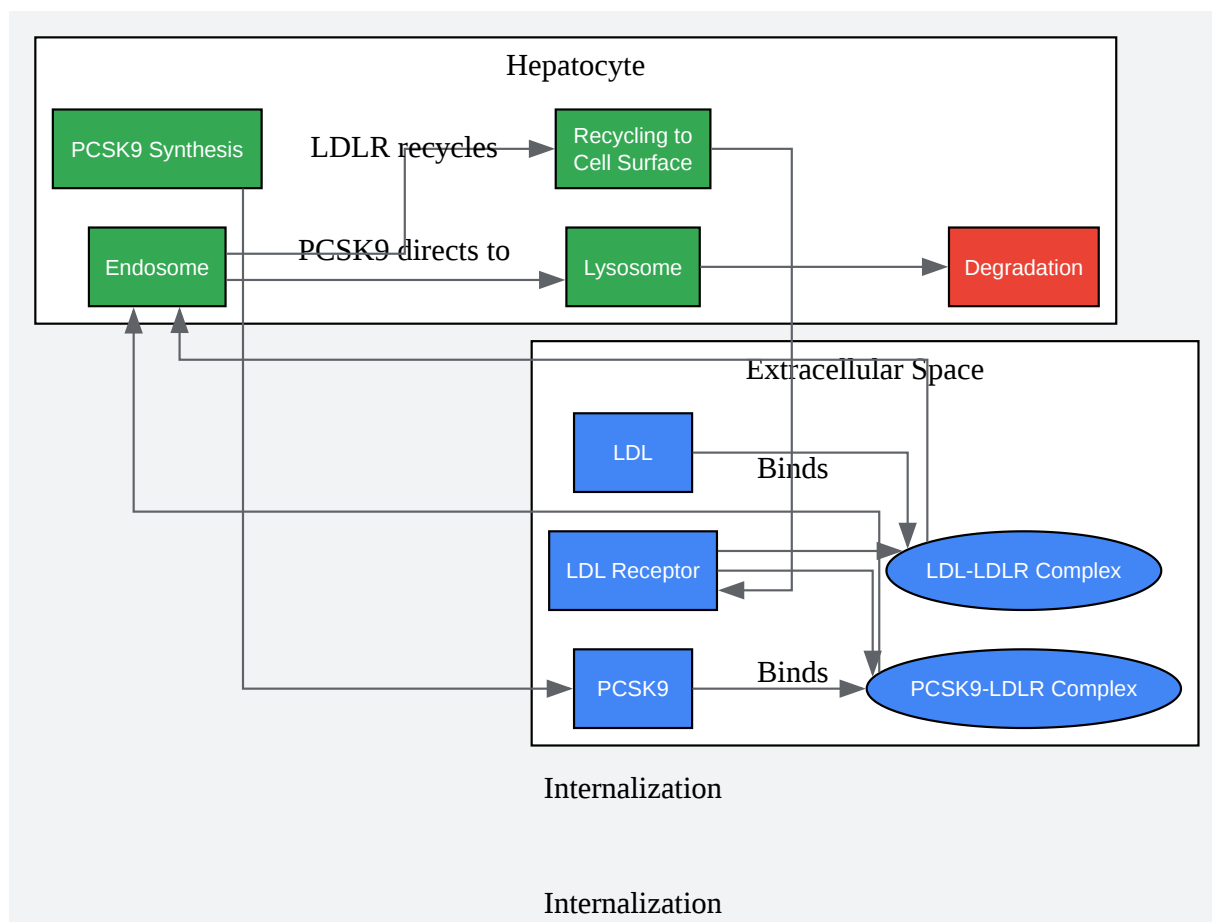 Hepatocyte
PCSK9 Synthesis
LDLR recycles
Recycling to
Cell Surface
Endosome
PCSK9 directs to
Lysosome
Degradation
Extracellular Space
LDL
Binds
LDL Receptor
LDL-LDLR Complex
PCSK9
Binds
PCSK9-LDLR Complex
Internalization
Internalization